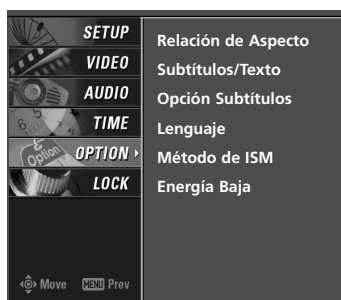 SETUP
VIDEO
AUDIO
TIME
OPTION
LOCK
Move MENU Prev
Relación de Aspecto
Subtítulos/Texto
Opción Subtítulos
Lenguaje
Método de ISM
Energía Baja